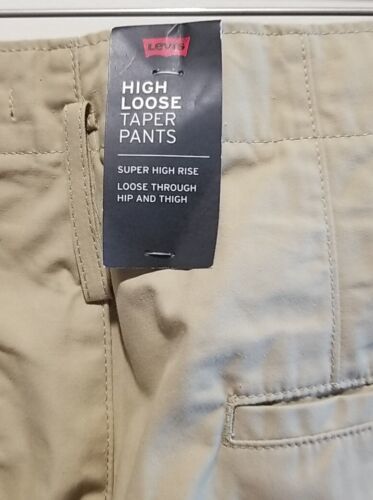 Levi's
HIGH
LOOSE
TAPER
PANTS
SUPER HIGH RISE
LOOSE THROUGH
HIP AND THIGH